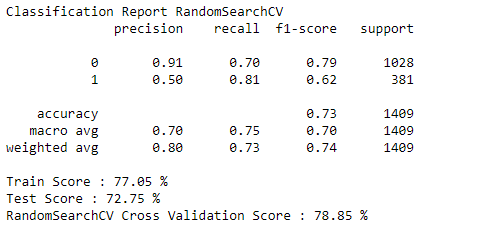 Classification Report RandomSearchCV
precision recall f1-score support
0 0.91 0.70 0.79 1028
1 0.50 0.81 0.62 381
accuracy 0.73 1409
macro avg 0.70 0.75 0.70 1409
weighted avg 0.80 0.73 0.74 1409
Train Score : 77.05 %
Test Score : 72.75 %
RandomSearchCV Cross Validation Score : 78.85 %